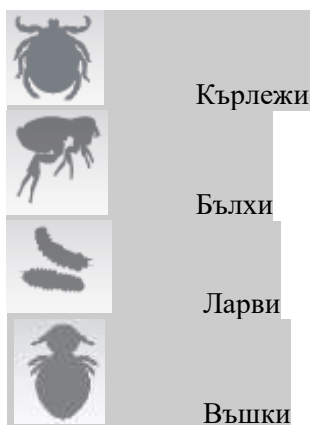 Кърлежи
Бълхи
Ларви
Въшки